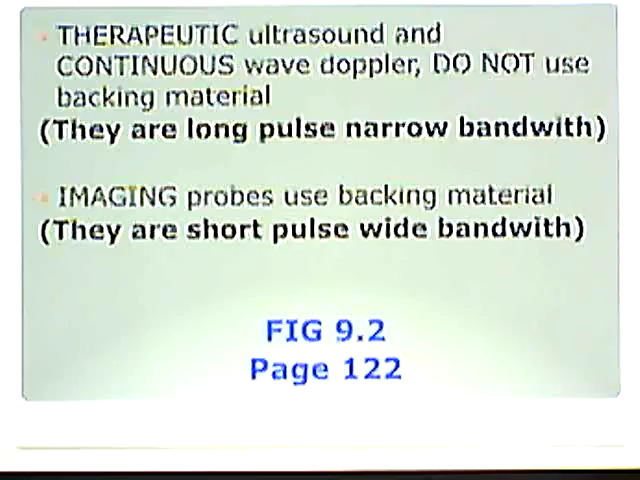 THERAPEUTIC ultrasound and
CONTINUOUS wave doppler, DO NOT use
backing material
(They are long pulse narrow bandwith)
IMAGING probes use backing material
(They are short pulse wide bandwith)
FIG 9.2
Page 122